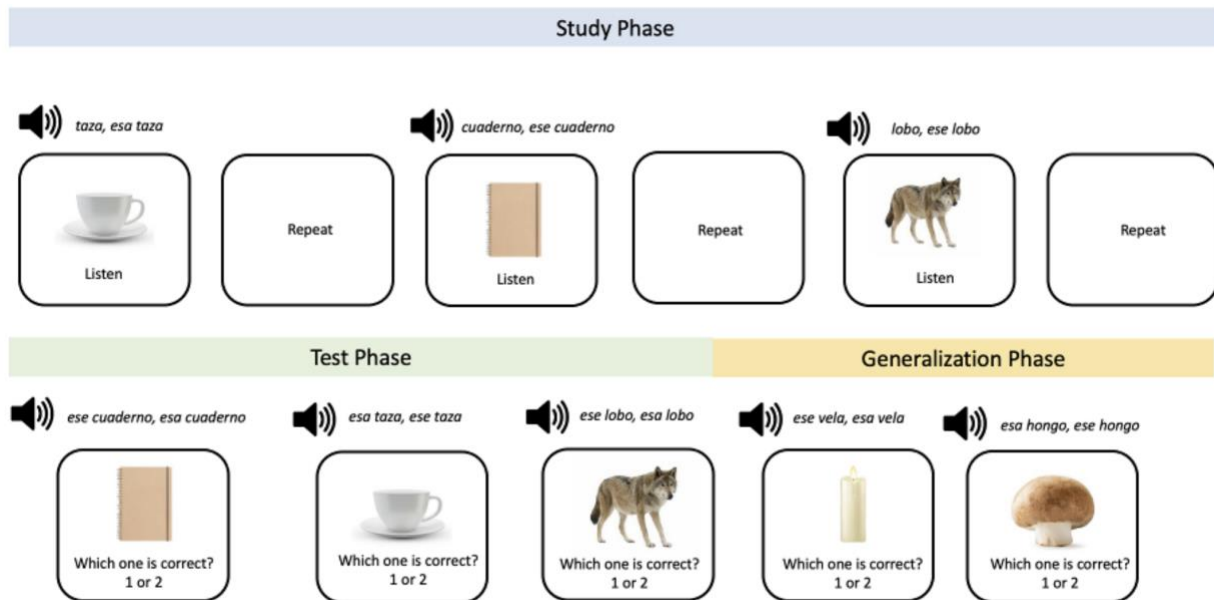 Study Phase
taza, esa taza
cuaderno, ese cuaderno
lobo, ese lobo
Listen
Repeat
Listen
Repeat
Listen
Repeat
Test Phase
Generalization Phase
ese cuaderno, esa cuaderno
esa taza, ese taza
ese lobo, esa lobo
ese vela, esa vela
esa hongo, ese hongo
Which one is correct?
1 or 2
Which one is correct?
1 or 2
Which one is correct?
1 or 2
Which one is correct?
1 or 2
Which one is correct?
1 or 2